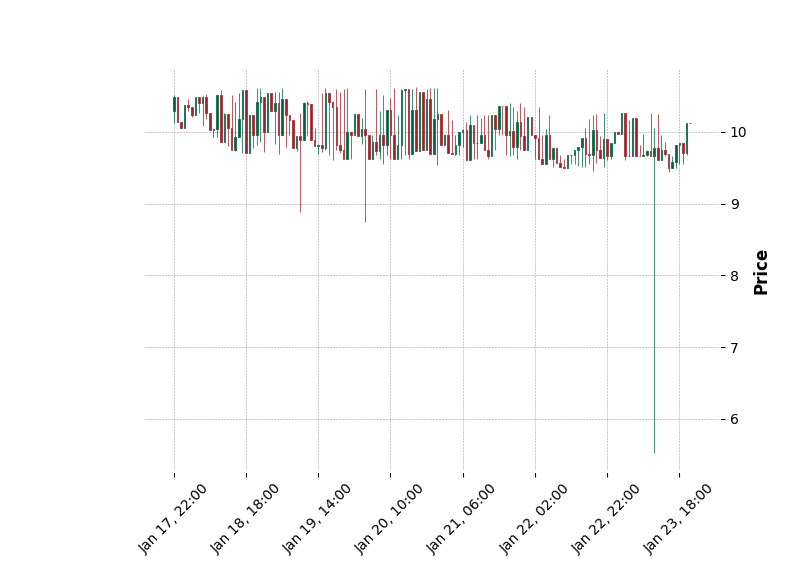 10
9
8
7
6
Price
Jan 17, 22:00
Jan 18, 18:00
Jan 19, 14:00
Jan 20, 10:00
Jan 21, 06:00
Jan 22, 02:00
Jan 22, 22:00
Jan 23, 18:00